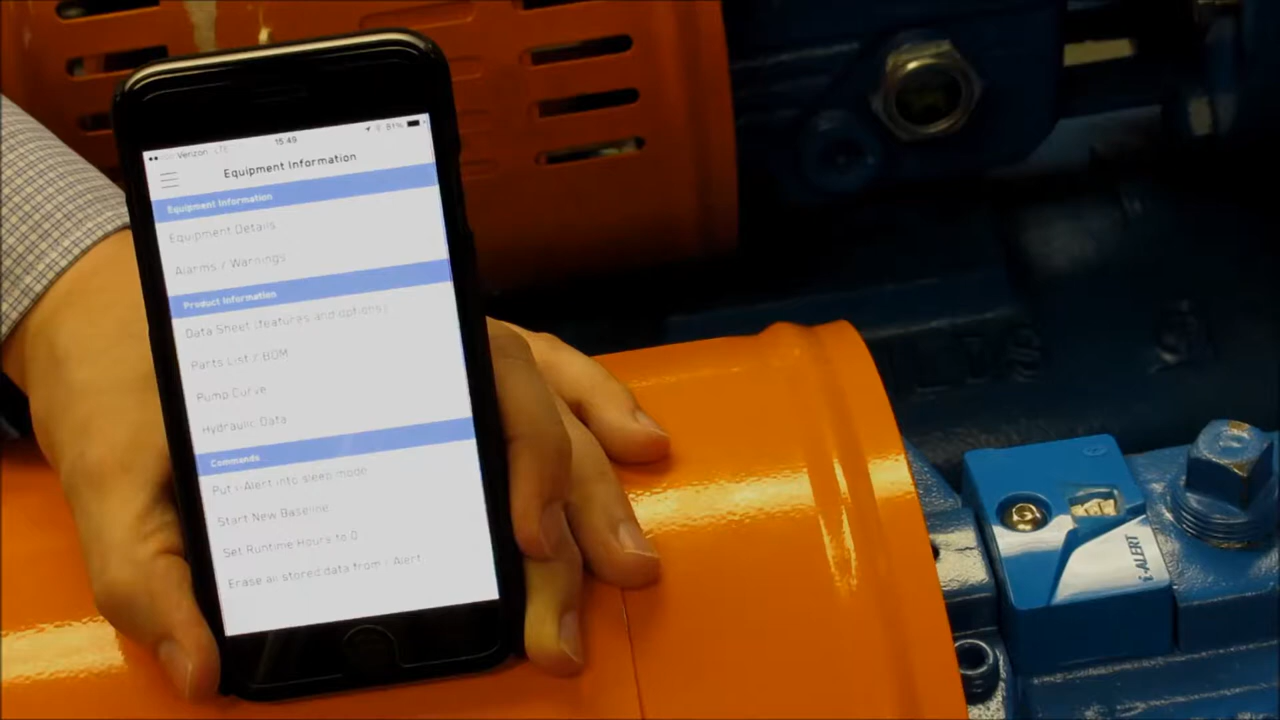 Verizon LTE 15:49 81%
Equipment Information
Equipment Information
Equipment Details
Alarms / Warnings
Product Information
Data Sheet (features and options)
Parts List / BOM
Pump Curve
Hydraulic Data
Commands
Put i-Alert into sleep mode
Start New Baseline
Set Runtime Hours to 0
Erase all stored data from i-Alert
i-ALERT